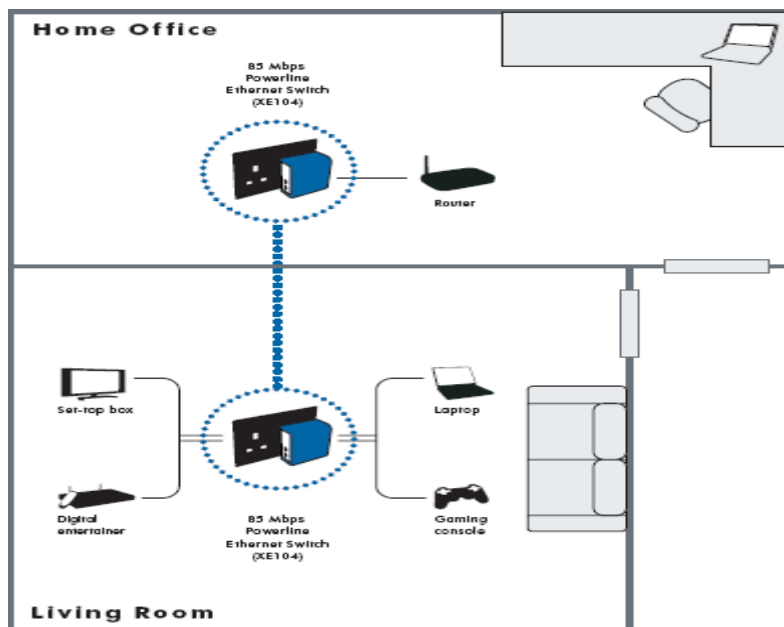 Home Office
85 Mbps
Powerline
Ethernet Switch
(XE104)
Router
Set-top box
Laptop
Digital
entertainer
Gaming
console
85 Mbps
Powerline
Ethernet Switch
(XE104)
Living Room